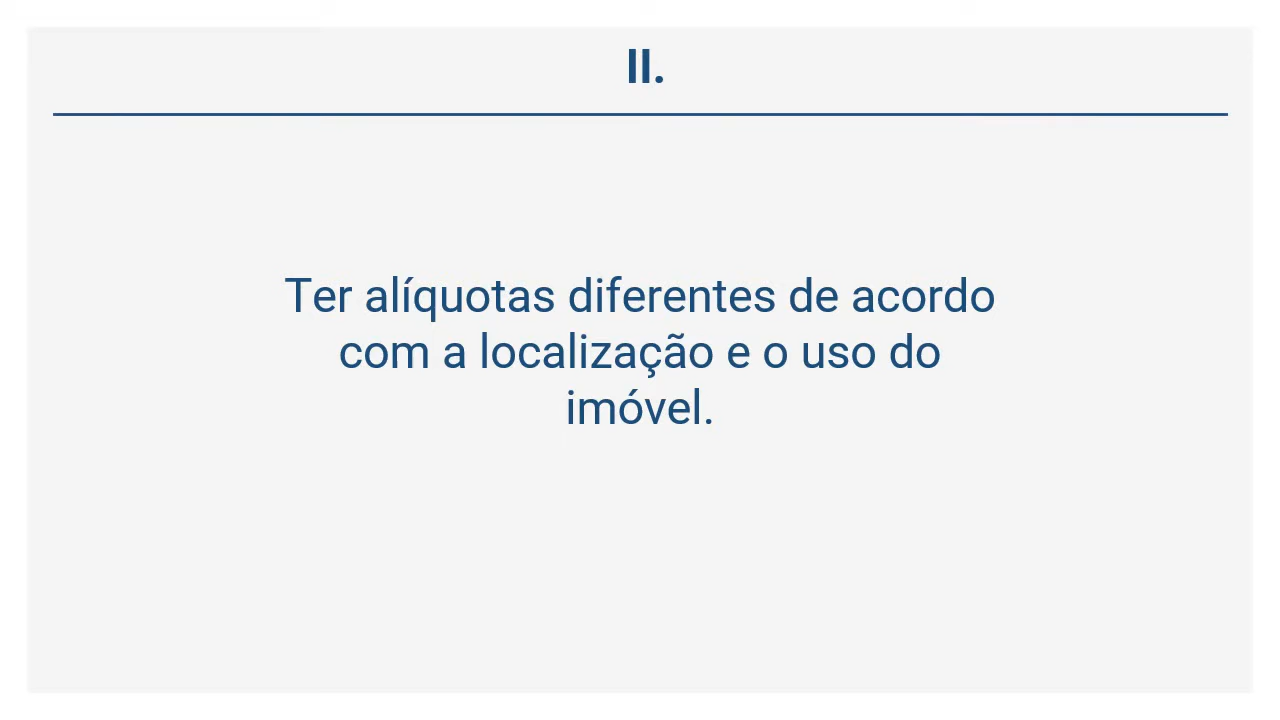 II.
Ter alíquotas diferentes de acordo
com a localização e o uso do
imóvel.